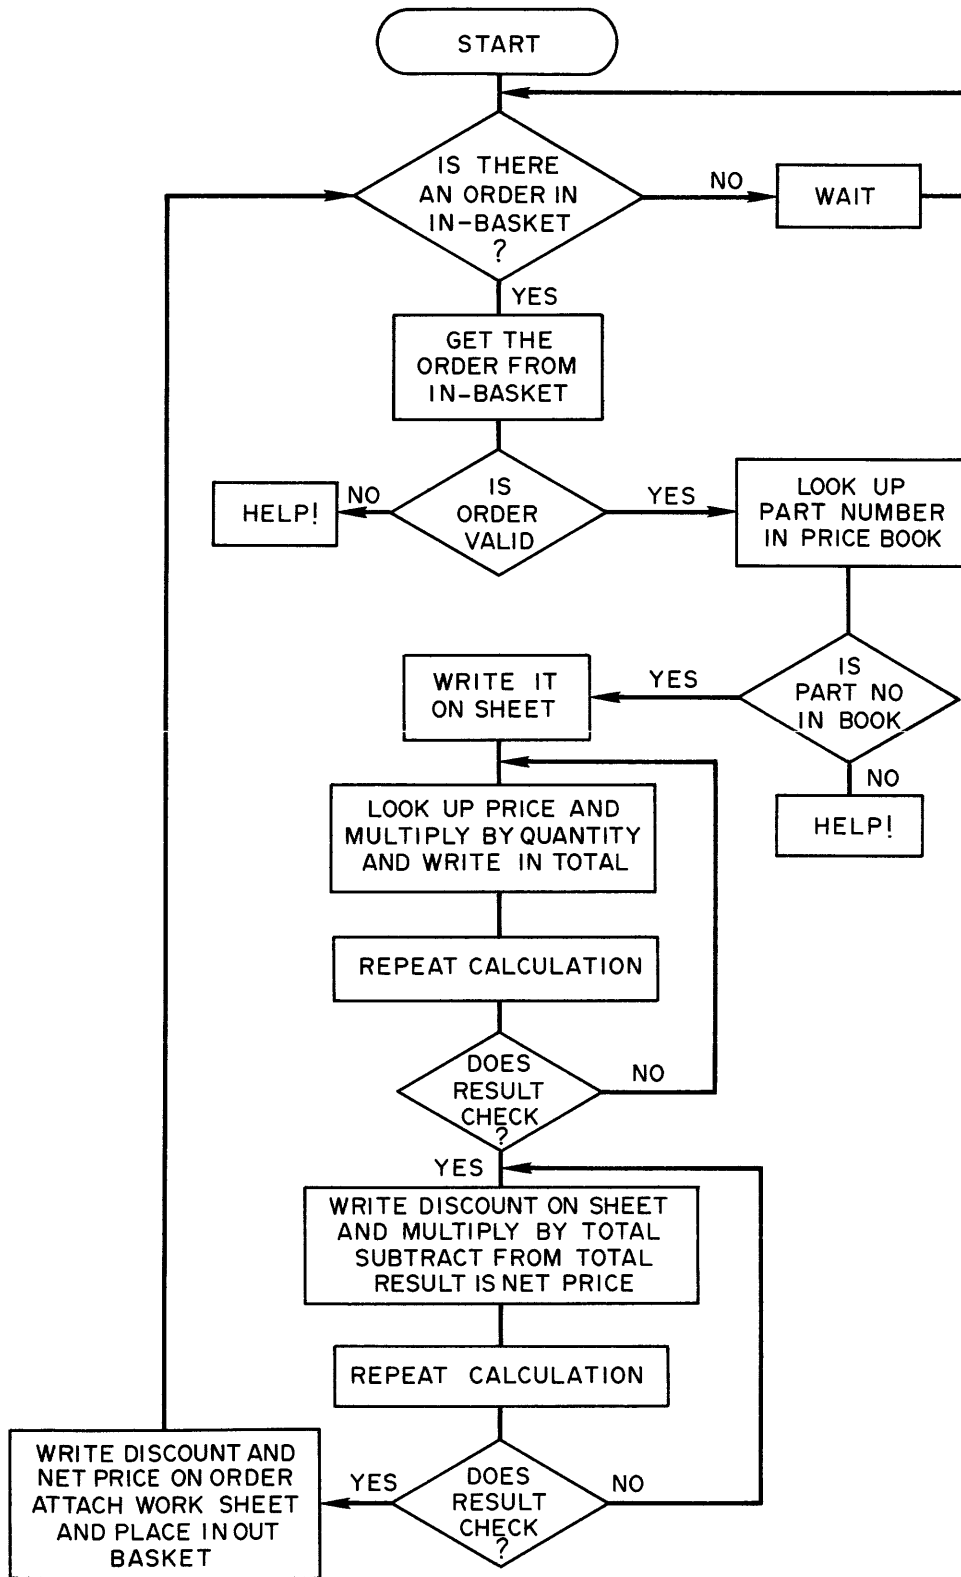 START
IS THERE
AN ORDER IN
IN-BASKET
?
NO
WAIT
YES
GET THE
ORDER FROM
IN-BASKET
IS
ORDER
VALID
NO
HELP!
YES
LOOK UP
PART NUMBER
IN PRICE BOOK
IS
PART NO
IN BOOK
YES
WRITE IT
ON SHEET
NO
HELP!
LOOK UP PRICE AND
MULTIPLY BY QUANTITY
AND WRITE IN TOTAL
REPEAT CALCULATION
DOES
RESULT
CHECK
?
NO
YES
WRITE DISCOUNT ON SHEET
AND MULTIPLY BY TOTAL
SUBTRACT FROM TOTAL
RESULT IS NET PRICE
REPEAT CALCULATION
DOES
RESULT
CHECK
?
NO
YES
WRITE DISCOUNT AND
NET PRICE ON ORDER
ATTACH WORK SHEET
AND PLACE IN OUT
BASKET